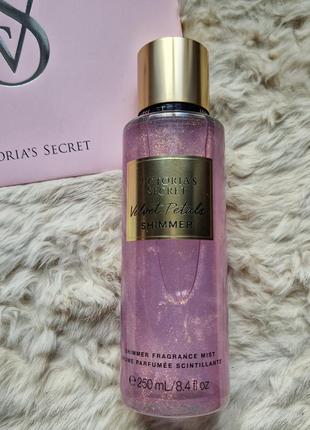 VS
ORIA'S SECRET
VICTORIA'S
SECRET
Velvet Petals
SHIMMER
SHIMMER FRAGRANCE MIST
BRUME PARFUMÉE SCINTILLANTE
e 250 mL/8.4 fl oz